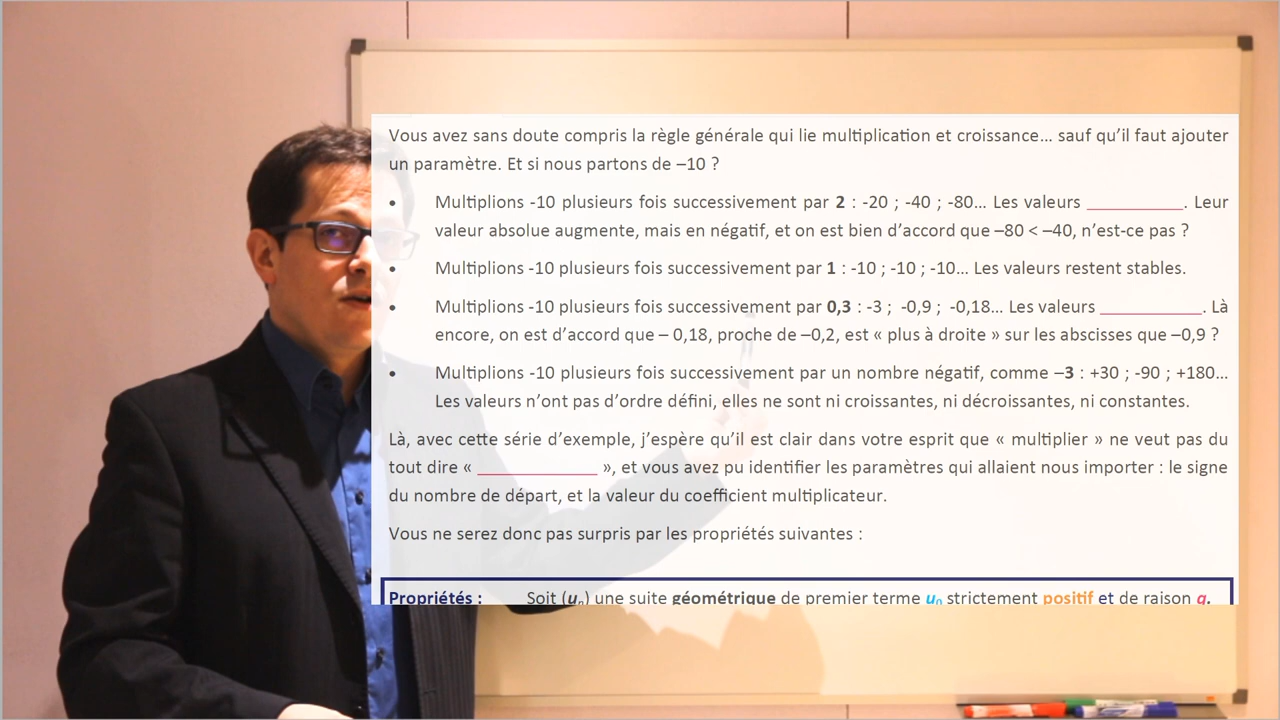 Vous avez sans doute compris la règle générale qui lie multiplication et croissance… sauf qu’il faut ajouter
un paramètre. Et si nous partons de –10 ?
• Multiplions -10 plusieurs fois successivement par 2 : -20 ; -40 ; -80… Les valeurs __________. Leur
valeur absolue augmente, mais en négatif, et on est bien d’accord que –80 < –40, n’est-ce pas ?
• Multiplions -10 plusieurs fois successivement par 1 : -10 ; -10 ; -10… Les valeurs restent stables.
• Multiplions -10 plusieurs fois successivement par 0,3 : -3 ; -0,9 ; -0,18… Les valeurs ___________. Là
encore, on est d’accord que – 0,18, proche de –0,2, est « plus à droite » sur les abscisses que –0,9 ?
• Multiplions -10 plusieurs fois successivement par un nombre négatif, comme –3 : +30 ; -90 ; +180…
Les valeurs n’ont pas d’ordre défini, elles ne sont ni croissantes, ni décroissantes, ni constantes.
Là, avec cette série d’exemple, j’espère qu’il est clair dans votre esprit que « multiplier » ne veut pas du
tout dire « ____________ », et vous avez pu identifier les paramètres qui allaient nous importer : le signe
du nombre de départ, et la valeur du coefficient multiplicateur.
Vous ne serez donc pas surpris par les propriétés suivantes :
Propriétés : Soit (un) une suite géométrique de premier terme u0 strictement positif et de raison q.